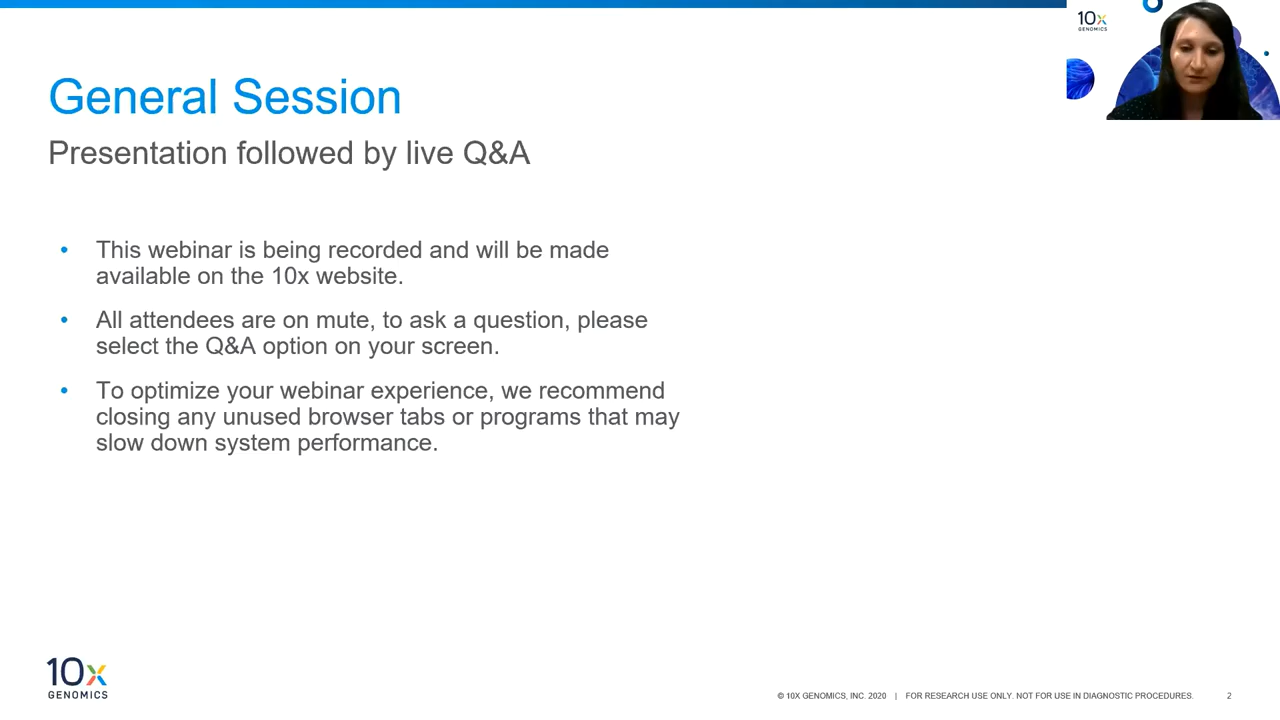 10x
GENOMICS
General Session
Presentation followed by live Q&A
• This webinar is being recorded and will be made
available on the 10x website.
• All attendees are on mute, to ask a question, please
select the Q&A option on your screen.
• To optimize your webinar experience, we recommend
closing any unused browser tabs or programs that may
slow down system performance.
10x
GENOMICS
© 10X GENOMICS, INC. 2020 | FOR RESEARCH USE ONLY. NOT FOR USE IN DIAGNOSTIC PROCEDURES. 2